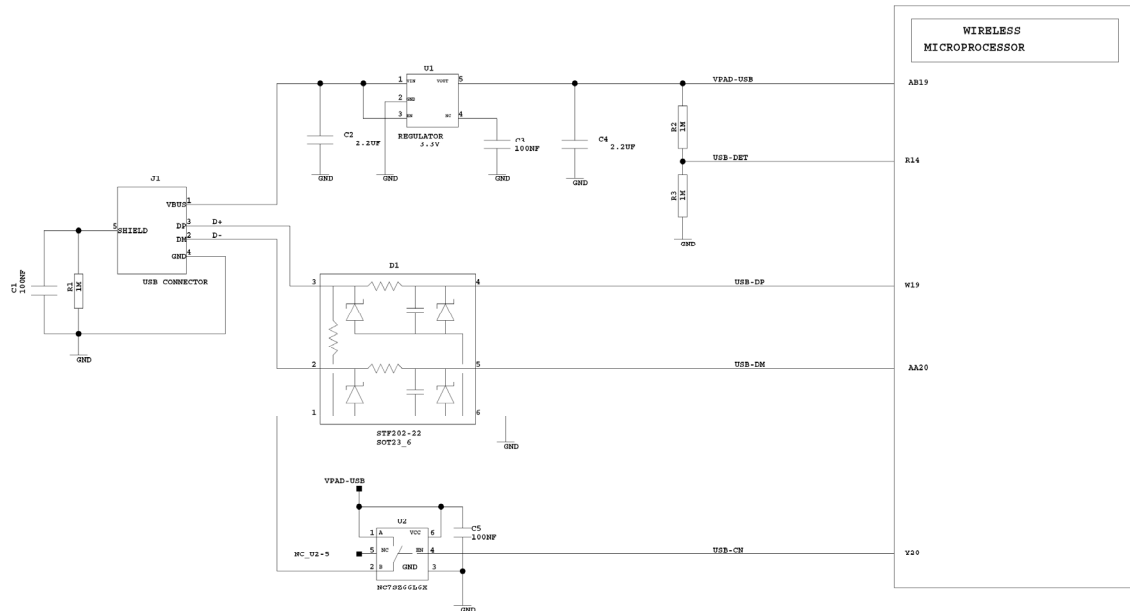 WIRELESS
MICROPROCESSOR
U1
1 VIN VOUT 5 VPAD-USB AB19
2 GND
3 EN NC 4
REGULATOR
3.3V
C2
2.2UF
GND
GND
C3
100NF
GND
C4
2.2UF
GND
R2
1M
USB-DET R14
R3
1M
GND
J1
VBUS 1
5 SHIELD DP 3 D+
DM 2 D-
GND 4
USB CONNECTOR
C1
100NF
R1
1M
GND
D1
3 4 USB-DP W19
2 5 USB-DM AA20
1 6
GND
STF202-22
SOT23_6
VPAD-USB
U2
1 A VCC 6
C5
100NF
NC_U2-5 5 NC EN 4 USB-CN Y20
2 B GND 3
NC7SZ66L6X
GND